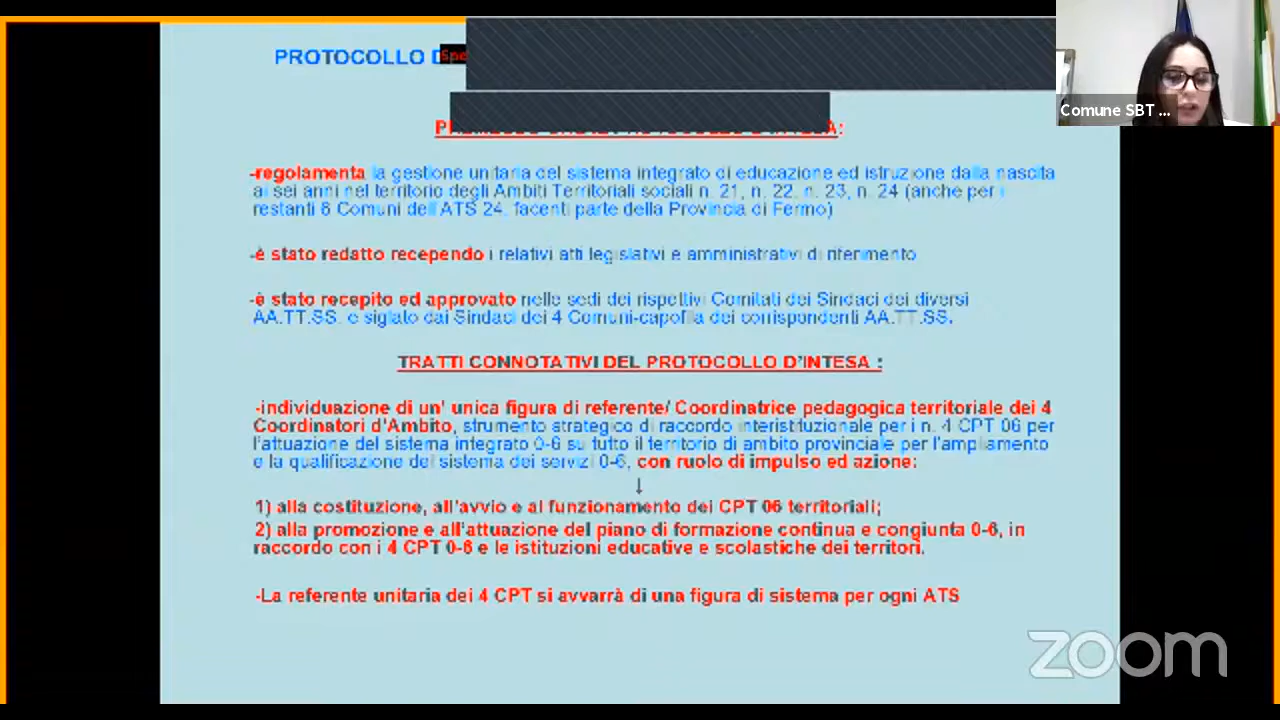 PROTOCOLLO D
Comune SBT ...
-regolamenta la gestione unitaria del sistema integrato di educazione ed istruzione dalla nascita
ai sei anni nel territorio degli Ambiti Territoriali sociali n. 21, n. 22, n. 23, n. 24 (anche per i
restanti 6 Comuni dell'ATS 24, facenti parte della Provincia di Fermo)
-è stato redatto recependo i relativi atti legislativi e amministrativi di riferimento
-è stato recepito ed approvato nelle sedi dei rispettivi Comitati dei Sindaci dei diversi
AA.TT.SS. e siglato dai Sindaci dei 4 Comuni-capofila dei corrispondenti AA.TT.SS.
TRATTI CONNOTATIVI DEL PROTOCOLLO D'INTESA :
-individuazione di un' unica figura di referente/ Coordinatrice pedagogica territoriale dei 4
Coordinatori d'Ambito, strumento strategico di raccordo interistituzionale per i n. 4 CPT 06 per
l'attuazione del sistema integrato 0-6 su tutto il territorio di ambito provinciale per l'ampliamento
e la qualificazione del sistema dei servizi 0-6, con ruolo di impulso ed azione:
↓
1) alla costituzione, all'avvio e al funzionamento dei CPT 06 territoriali;
2) alla promozione e all'attuazione del piano di formazione continua e congiunta 0-6, in
raccordo con i 4 CPT 0-6 e le istituzioni educative e scolastiche dei territori.
-La referente unitaria dei 4 CPT si avvarrà di una figura di sistema per ogni ATS
zoom